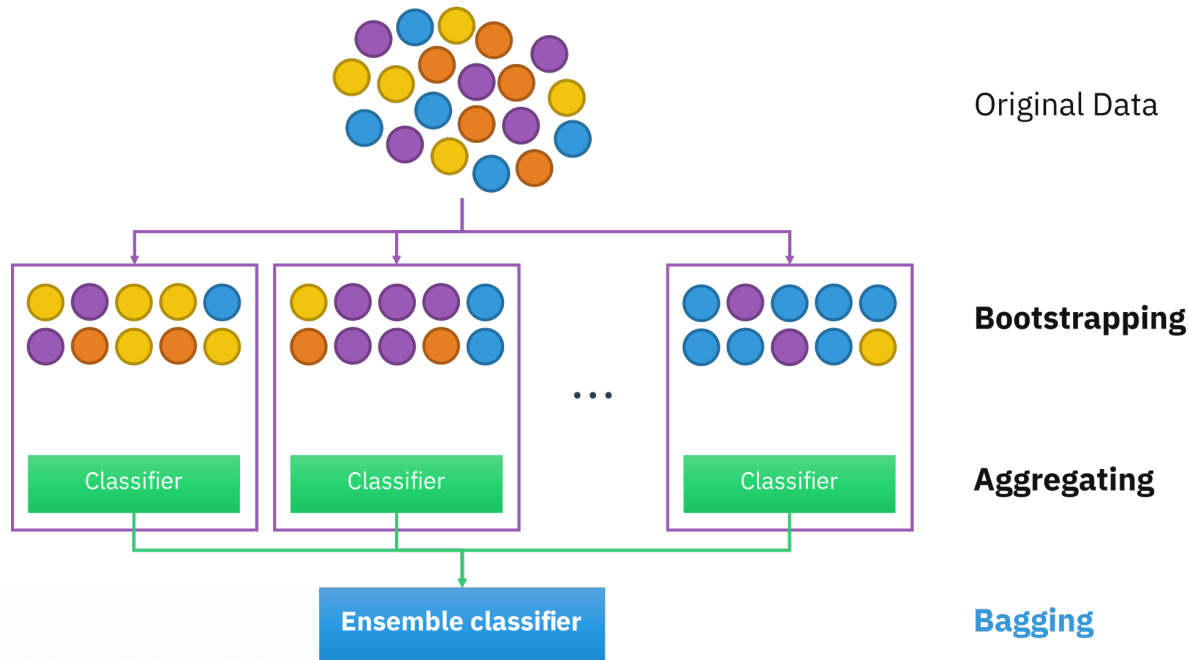 Original Data
Bootstrapping
...
Classifier
Classifier
Classifier
Aggregating
Ensemble classifier
Bagging